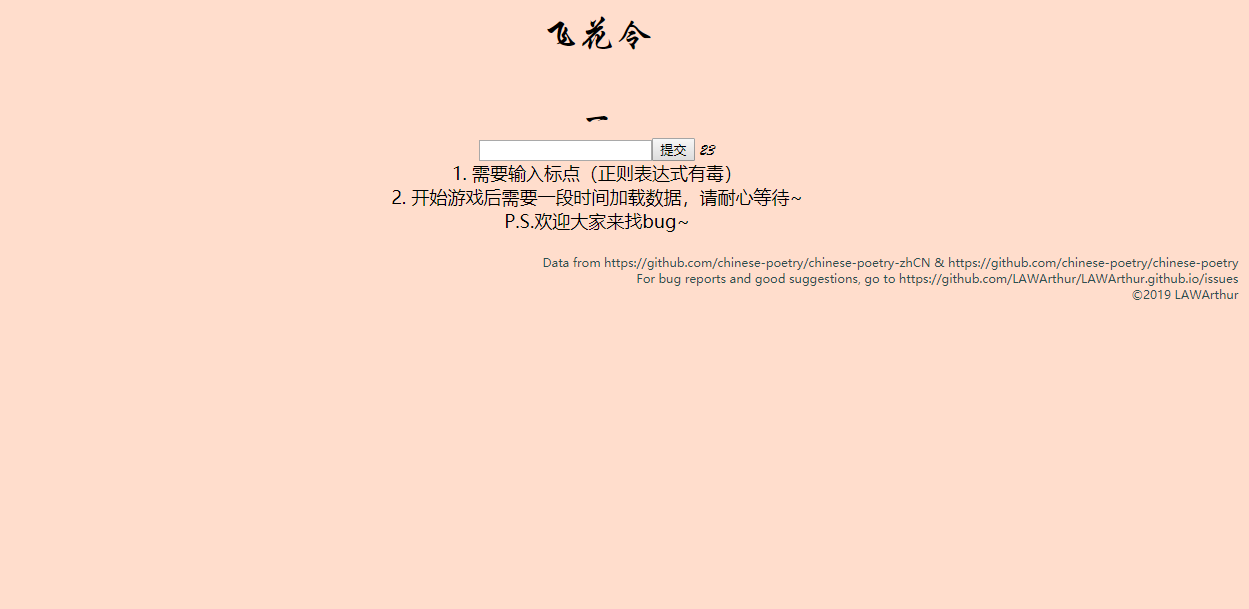 飞花令
一
提交 23
1. 需要输入标点（正则表达式有毒）
2. 开始游戏后需要一段时间加载数据，请耐心等待~
P.S.欢迎大家来找bug~
Data from https://github.com/chinese-poetry/chinese-poetry-zhCN & https://github.com/chinese-poetry/chinese-poetry
For bug reports and good suggestions, go to https://github.com/LAWArthur/LAWArthur.github.io/issues
©2019 LAWArthur